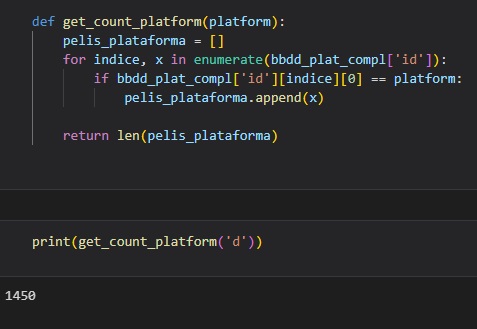 def get_count_platform(platform):
    pelis_plataforma = []
    for indice, x in enumerate(bbdd_plat_compl['id']):
        if bbdd_plat_compl['id'][indice][0] == platform:
            pelis_plataforma.append(x)
    return len(pelis_plataforma)
print(get_count_platform('d'))
1450